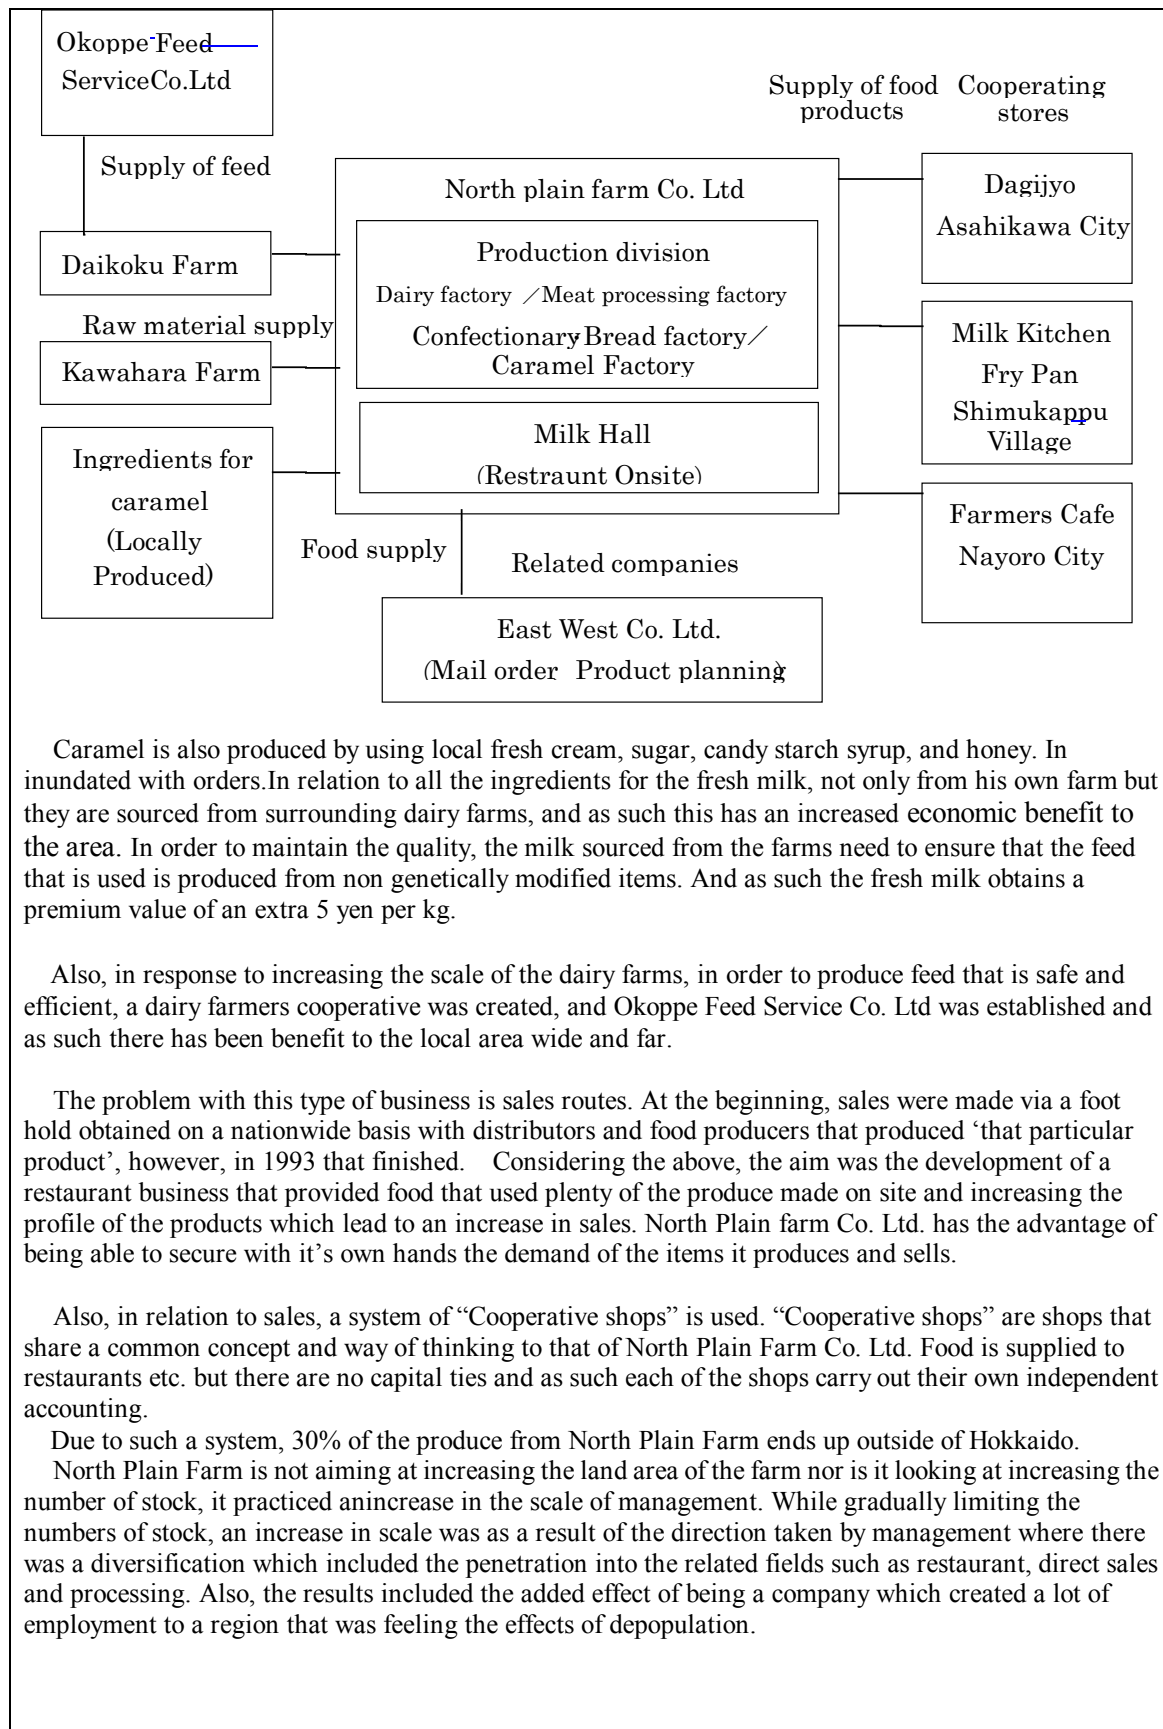 Okoppe Feed
ServiceCo.Ltd
Supply of feed
Daikoku Farm
Raw material supply
Kawahara Farm
Ingredients for
caramel
(Locally
Produced)
North plain farm Co. Ltd
Production division
Dairy factory ／Meat processing factory
Confectionary・Bread factory／
Caramel Factory
Milk Hall
(Restraunt Onsite)
Food supply
Related companies
East West Co. Ltd.
(Mail order Product planning)
Supply of food
products
Cooperating
stores
Dagijyo
Asahikawa City
Milk Kitchen
Fry Pan
Shimukappu
Village
Farmers Cafe
Nayoro City
Caramel is also produced by using local fresh cream, sugar, candy starch syrup, and honey. In
inundated with orders.In relation to all the ingredients for the fresh milk, not only from his own farm but
they are sourced from surrounding dairy farms, and as such this has an increased economic benefit to
the area. In order to maintain the quality, the milk sourced from the farms need to ensure that the feed
that is used is produced from non genetically modified items. And as such the fresh milk obtains a
premium value of an extra 5 yen per kg.
Also, in response to increasing the scale of the dairy farms, in order to produce feed that is safe and
efficient, a dairy farmers cooperative was created, and Okoppe Feed Service Co. Ltd was established and
as such there has been benefit to the local area wide and far.
The problem with this type of business is sales routes. At the beginning, sales were made via a foot
hold obtained on a nationwide basis with distributors and food producers that produced ‘that particular
product’, however, in 1993 that finished. Considering the above, the aim was the development of a
restaurant business that provided food that used plenty of the produce made on site and increasing the
profile of the products which lead to an increase in sales. North Plain farm Co. Ltd. has the advantage of
being able to secure with it’s own hands the demand of the items it produces and sells.
Also, in relation to sales, a system of “Cooperative shops” is used. “Cooperative shops” are shops that
share a common concept and way of thinking to that of North Plain Farm Co. Ltd. Food is supplied to
restaurants etc. but there are no capital ties and as such each of the shops carry out their own independent
accounting.
Due to such a system, 30% of the produce from North Plain Farm ends up outside of Hokkaido.
North Plain Farm is not aiming at increasing the land area of the farm nor is it looking at increasing the
number of stock, it practiced anincrease in the scale of management. While gradually limiting the
numbers of stock, an increase in scale was as a result of the direction taken by management where there
was a diversification which included the penetration into the related fields such as restaurant, direct sales
and processing. Also, the results included the added effect of being a company which created a lot of
employment to a region that was feeling the effects of depopulation.